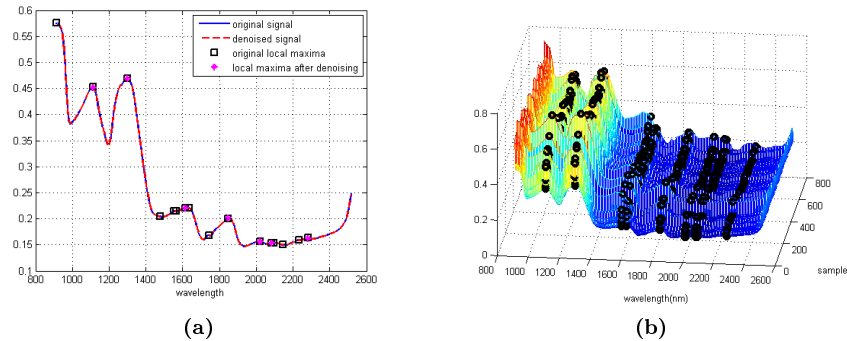 0.6
0.55
0.5
0.45
0.4
0.35
0.3
0.25
0.2
0.15
0.1
800 1000 1200 1400 1600 1800 2000 2200 2400 2600
wavelength
original signal
denoised signal
original local maxima
local maxima after denoising
(a)
0.8
0.6
0.4
0.2
0
800 1000 1200 1400 1600 1800 2000 2200 2400 2600
wavelength(nm)
0
200
400
600
800
sample
(b)